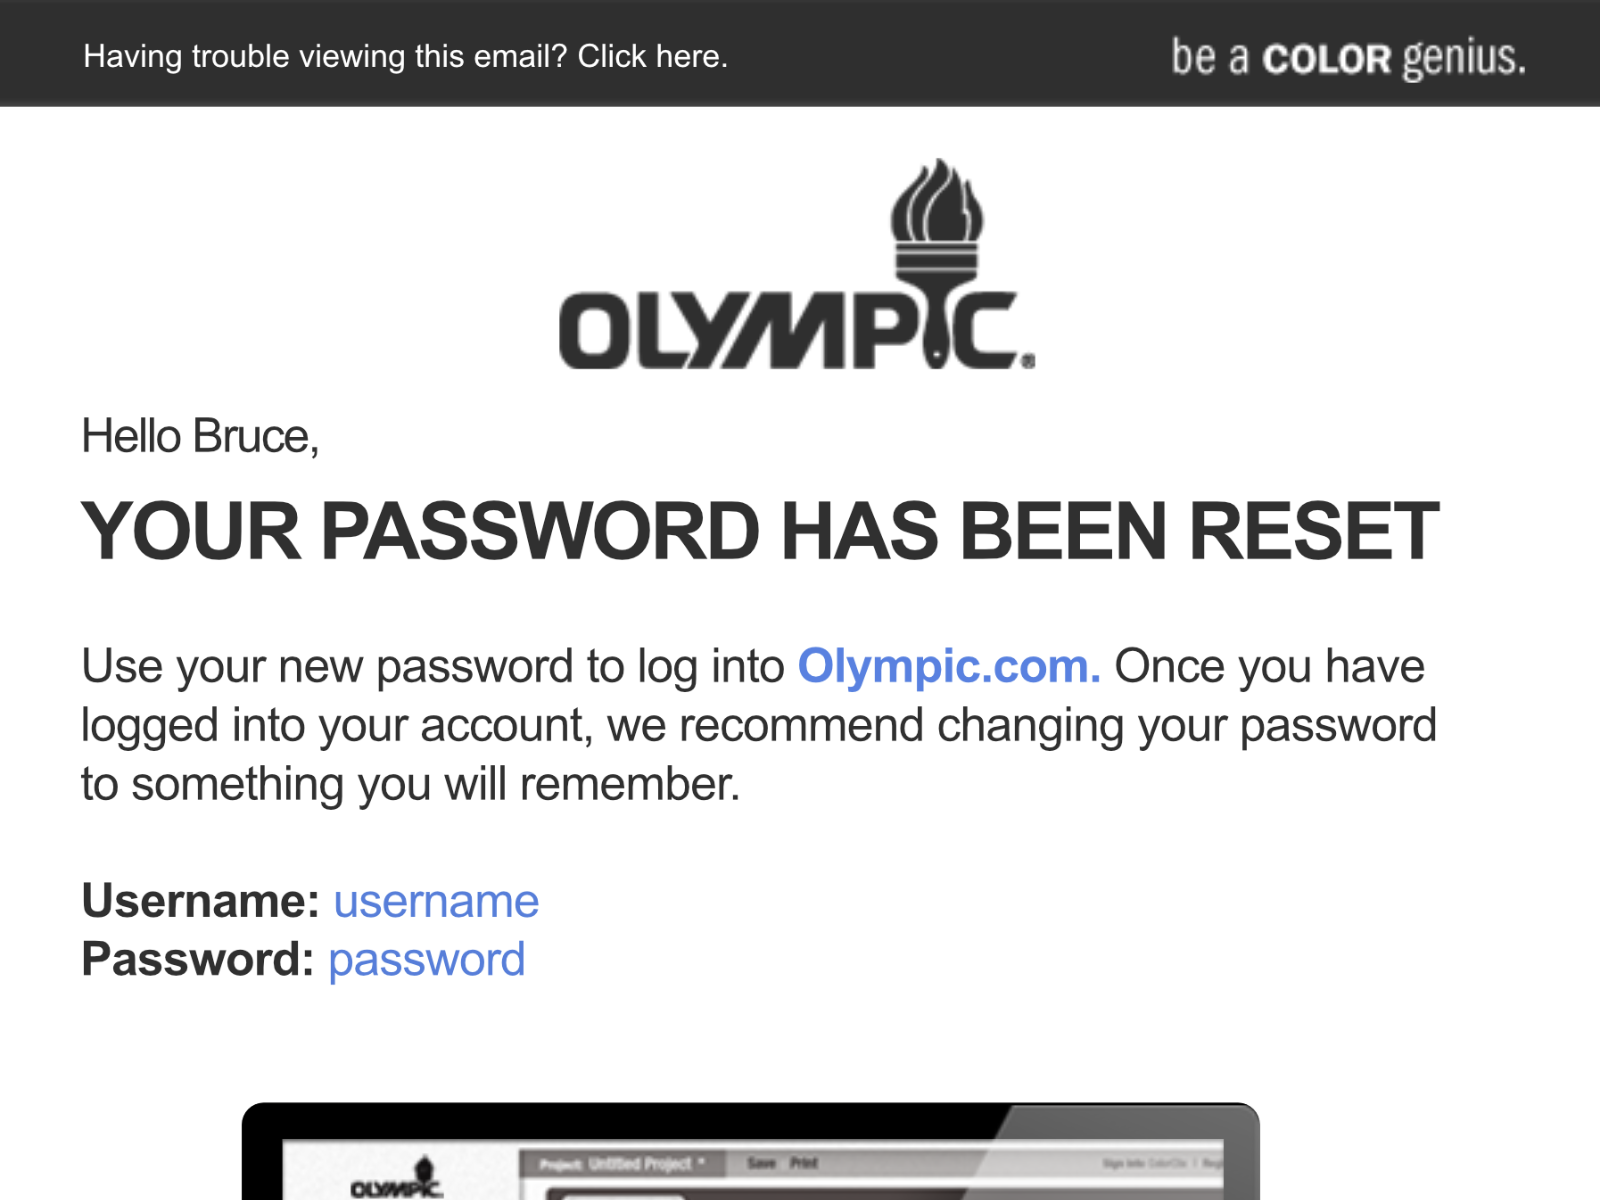 Having trouble viewing this email? Click here.
be a COLOR genius.
OLYMPIC®
Hello Bruce,
YOUR PASSWORD HAS BEEN RESET
Use your new password to log into Olympic.com. Once you have
logged into your account, we recommend changing your password
to something you will remember.
Username: username
Password: password
OLYMPIC
Project: Untitled Project
Save Print
Sign into